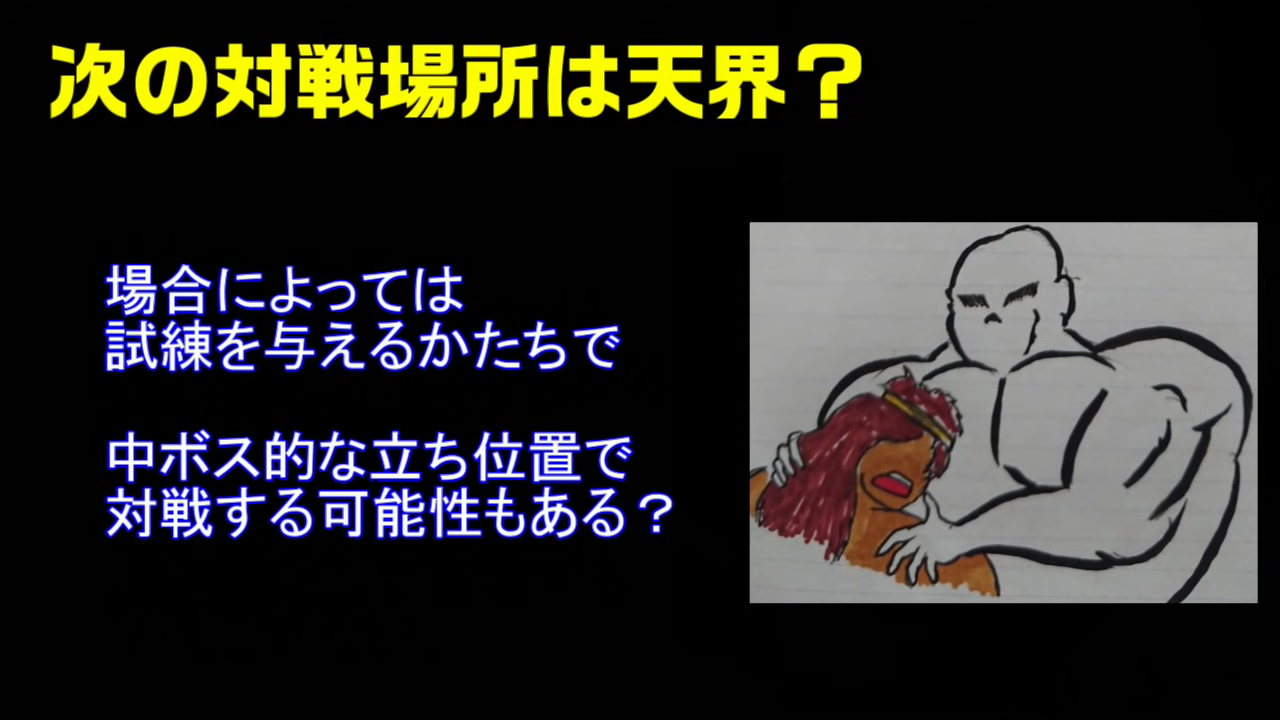 次の対戦場所は天界？
場合によっては
試練を与えるかたちで
中ボス的な立ち位置で
対戦する可能性もある？